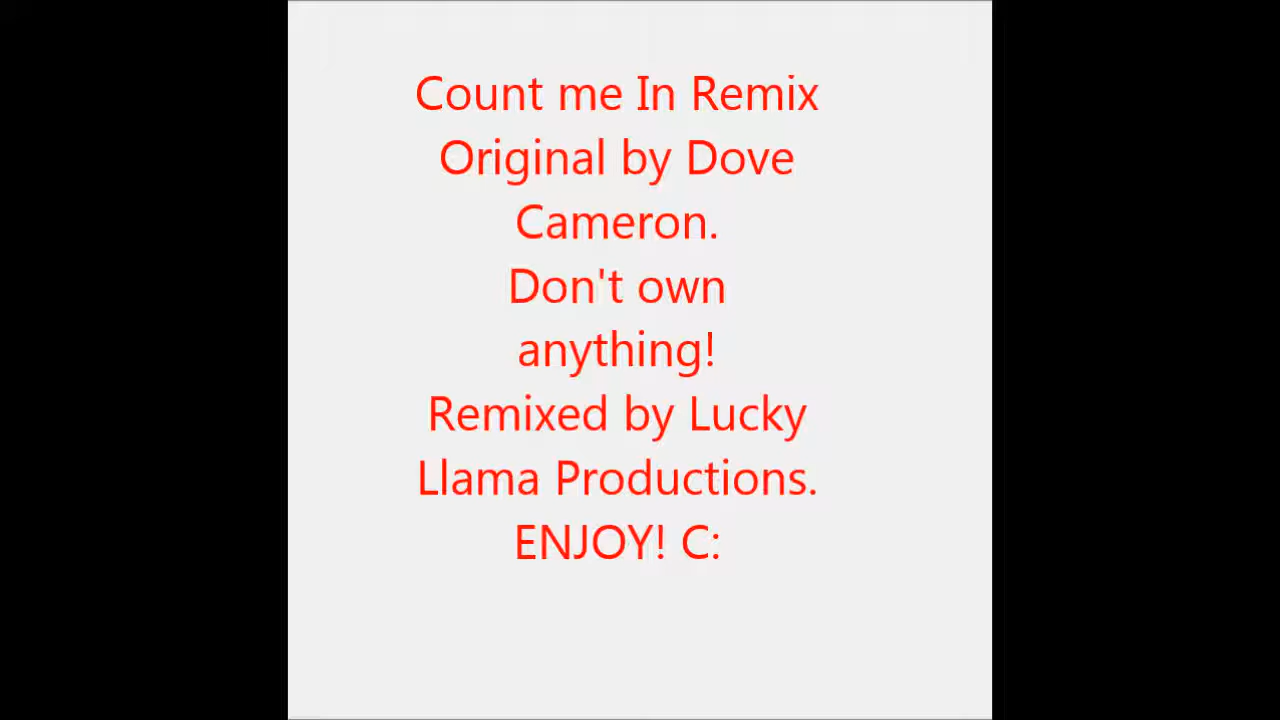 Count me In Remix
Original by Dove
Cameron.
Don't own
anything!
Remixed by Lucky
Llama Productions.
ENJOY! C: